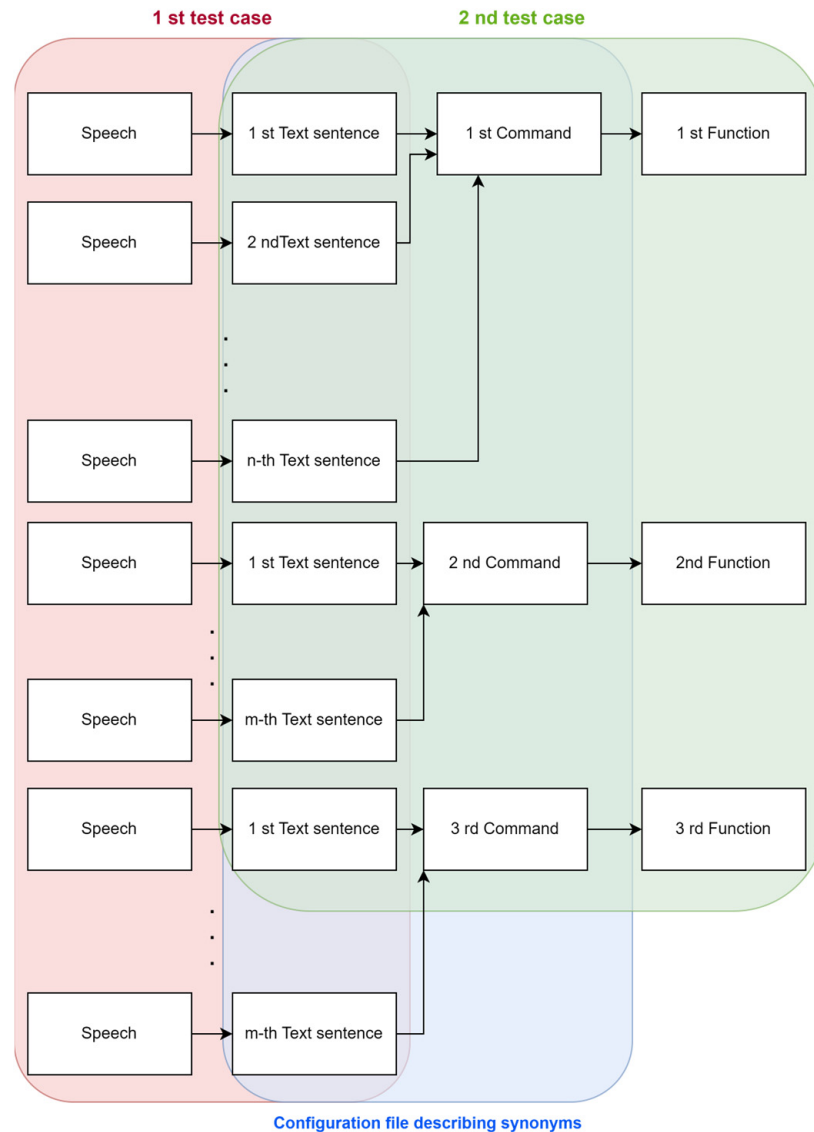 1 st test case
2 nd test case
Speech
1 st Text sentence
1 st Command
1 st Function
Speech
2 ndText sentence
.
.
.
Speech
n-th Text sentence
Speech
1 st Text sentence
2 nd Command
2nd Function
.
.
.
Speech
m-th Text sentence
Speech
1 st Text sentence
3 rd Command
3 rd Function
.
.
.
Speech
m-th Text sentence
Configuration file describing synonyms